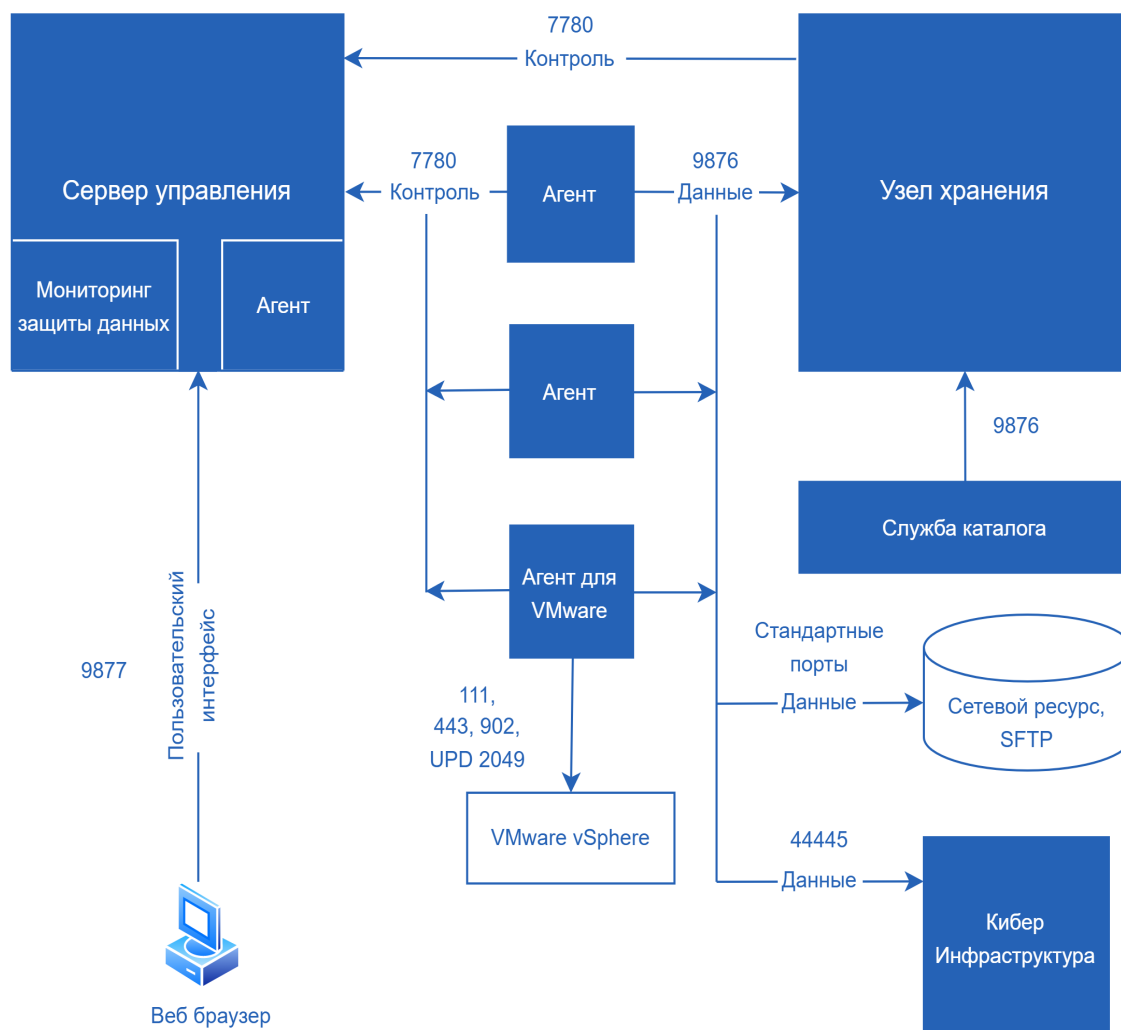 7780
Контроль
Сервер управления
Мониторинг
защиты данных
Агент
7780
Контроль
Агент
9876
Данные
Узел хранения
Агент
9876
Служба каталога
Агент для
VMware
111,
443, 902,
UPD 2049
VMware vSphere
Стандартные
порты
Данные
Сетевой ресурс,
SFTP
44445
Данные
Кибер
Инфраструктура
9877
Пользовательский
интерфейс
Веб браузер